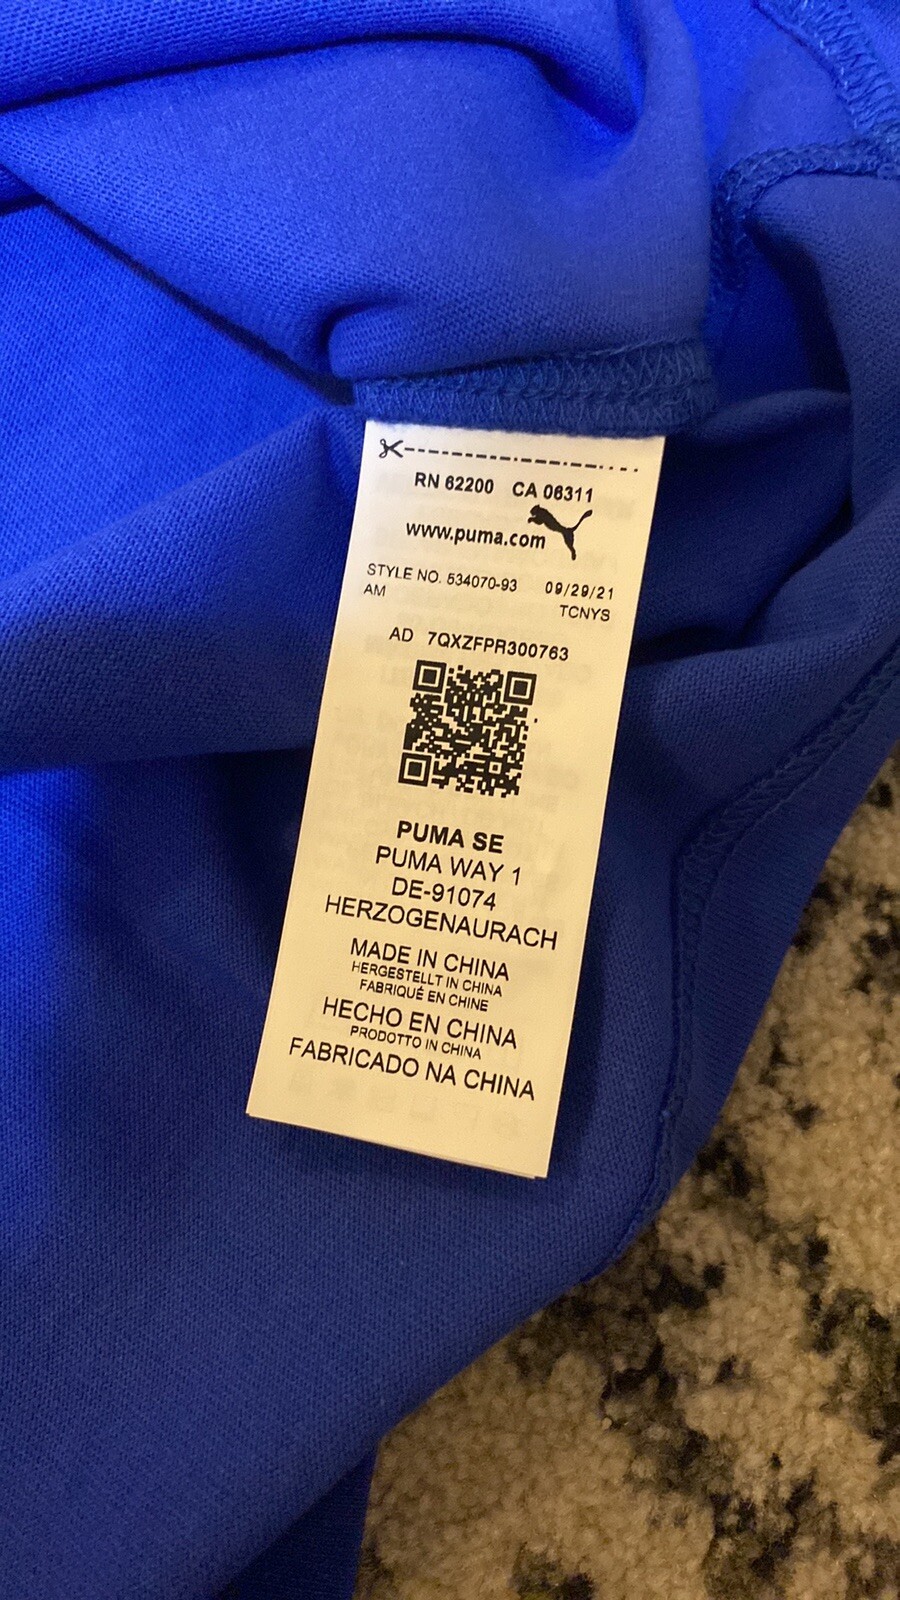 RN 62200 CA 06311
www.puma.com
STYLE NO. 534070-93 09/29/21
AM TCNYS
AD 7QXZFPR300763
PUMA SE
PUMA WAY 1
DE-91074
HERZOGENAURACH
MADE IN CHINA
HERGESTELLT IN CHINA
FABRIQUÉ EN CHINE
HECHO EN CHINA
PRODOTTO IN CHINA
FABRICADO NA CHINA